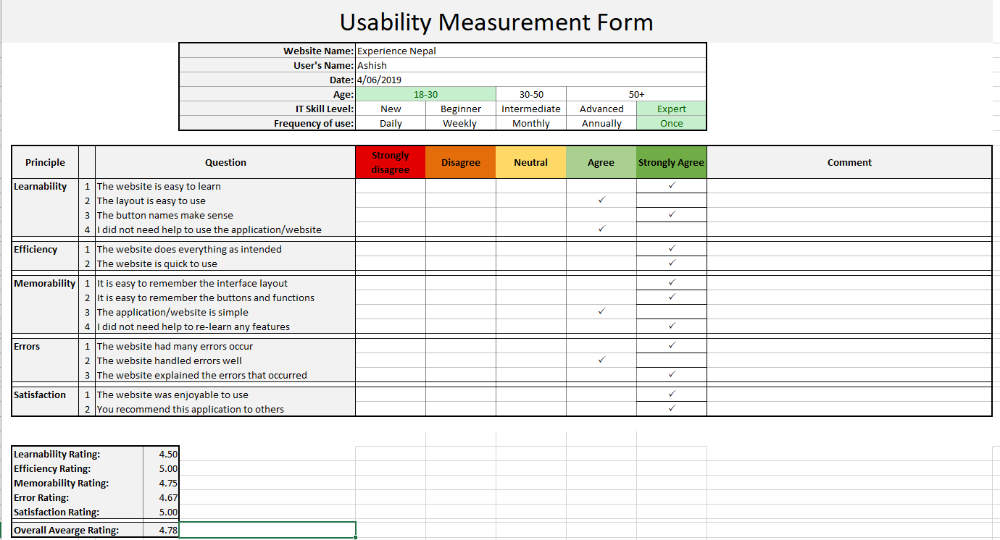 Usability Measurement Form
Website Name: Experience Nepal
User's Name: Ashish
Date: 4/06/2019
Age: 18-30 30-50 50+
IT Skill Level: New Beginner Intermediate Advanced Expert
Frequency of use: Daily Weekly Monthly Annually Once
Principle Question Strongly disagree Disagree Neutral Agree Strongly Agree Comment
Learnability 1 The website is easy to learn ✓
2 The layout is easy to use ✓
3 The button names make sense ✓
4 I did not need help to use the application/website ✓
Efficiency 1 The website does everything as intended ✓
2 The website is quick to use ✓
Memorability 1 It is easy to remember the interface layout ✓
2 It is easy to remember the buttons and functions ✓
3 The application/website is simple ✓
4 I did not need help to re-learn any features ✓
Errors 1 The website had many errors occur ✓
2 The website handled errors well ✓
3 The website explained the errors that occurred ✓
Satisfaction 1 The website was enjoyable to use ✓
2 You recommend this application to others ✓
Learnability Rating: 4.50
Efficiency Rating: 5.00
Memorability Rating: 4.75
Error Rating: 4.67
Satisfaction Rating: 5.00
Overall Avearge Rating: 4.78